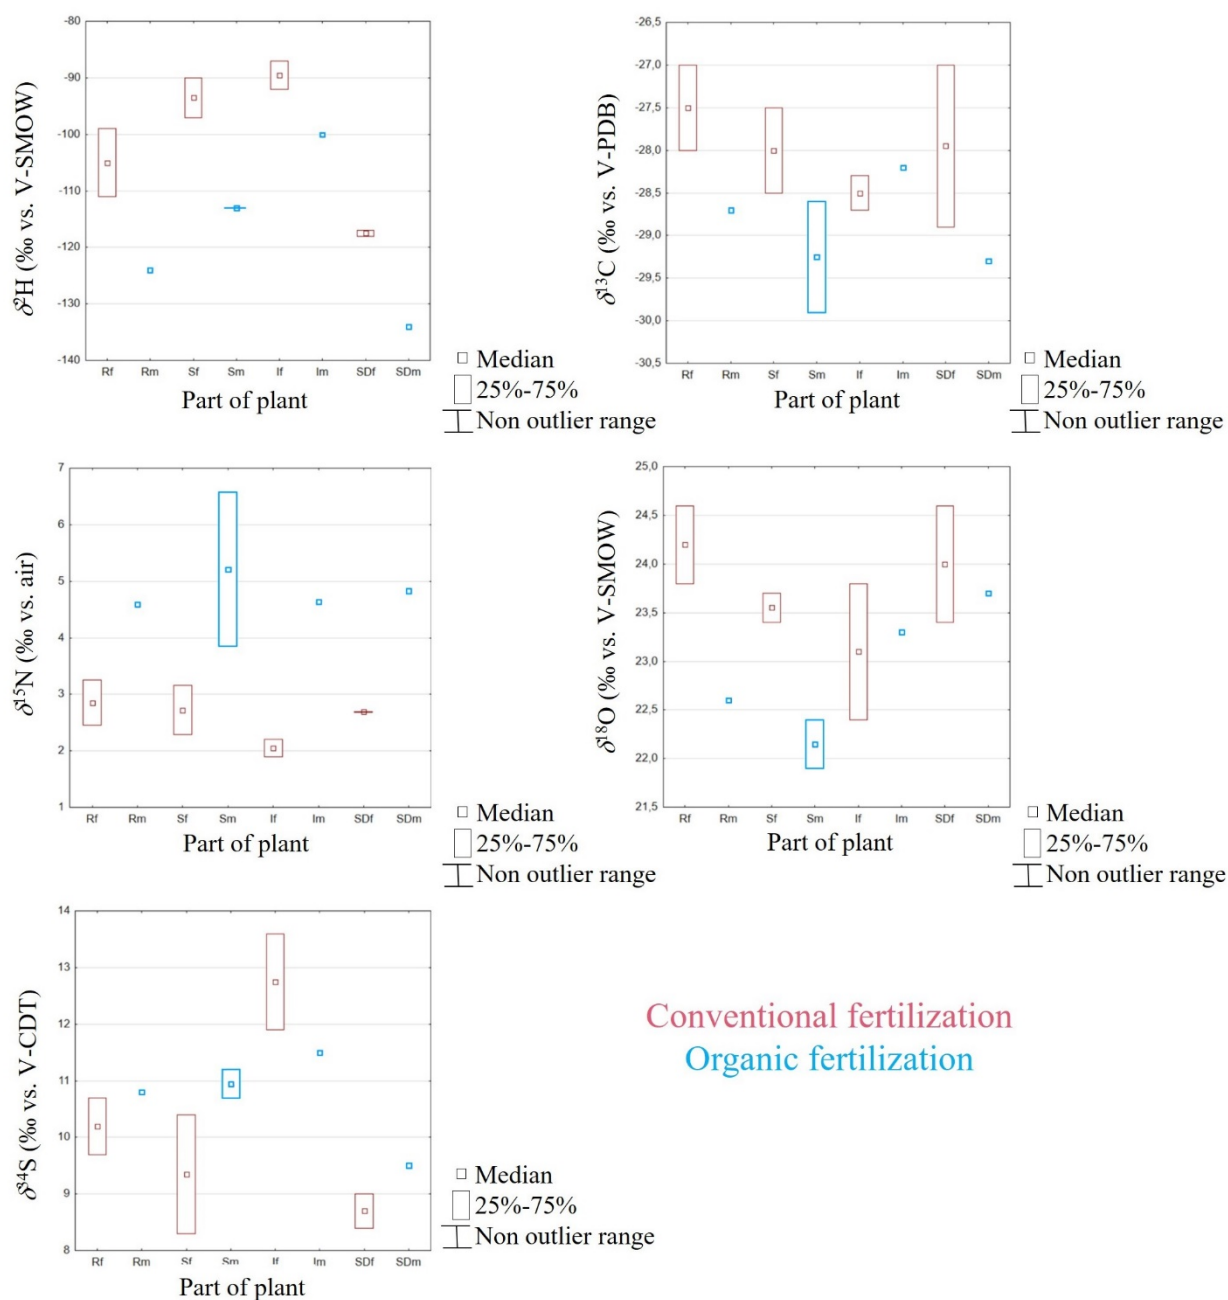 -80
-90
-100
-110
-120
-130
-140
δ²H (‰ vs. V-SMOW)
Rf Rm Sf Sm If Im SDf SDm
Part of plant
Median
25%-75%
Non outlier range
-26,5
-27,0
-27,5
-28,0
-28,5
-29,0
-29,5
-30,0
-30,5
δ¹³C (‰ vs. V-PDB)
Rf Rm Sf Sm If Im SDf SDm
Part of plant
Median
25%-75%
Non outlier range
7
6
5
4
3
2
1
δ¹⁵N (‰ vs. air)
Rf Rm Sf Sm If Im SDf SDm
Part of plant
Median
25%-75%
Non outlier range
25,0
24,5
24,0
23,5
23,0
22,5
22,0
21,5
δ¹⁸O (‰ vs. V-SMOW)
Rf Rm Sf Sm If Im SDf SDm
Part of plant
Median
25%-75%
Non outlier range
14
13
12
11
10
9
8
δ³⁴S (‰ vs. V-CDT)
Rf Rm Sf Sm If Im SDf SDm
Part of plant
Median
25%-75%
Non outlier range
Conventional fertilization
Organic fertilization